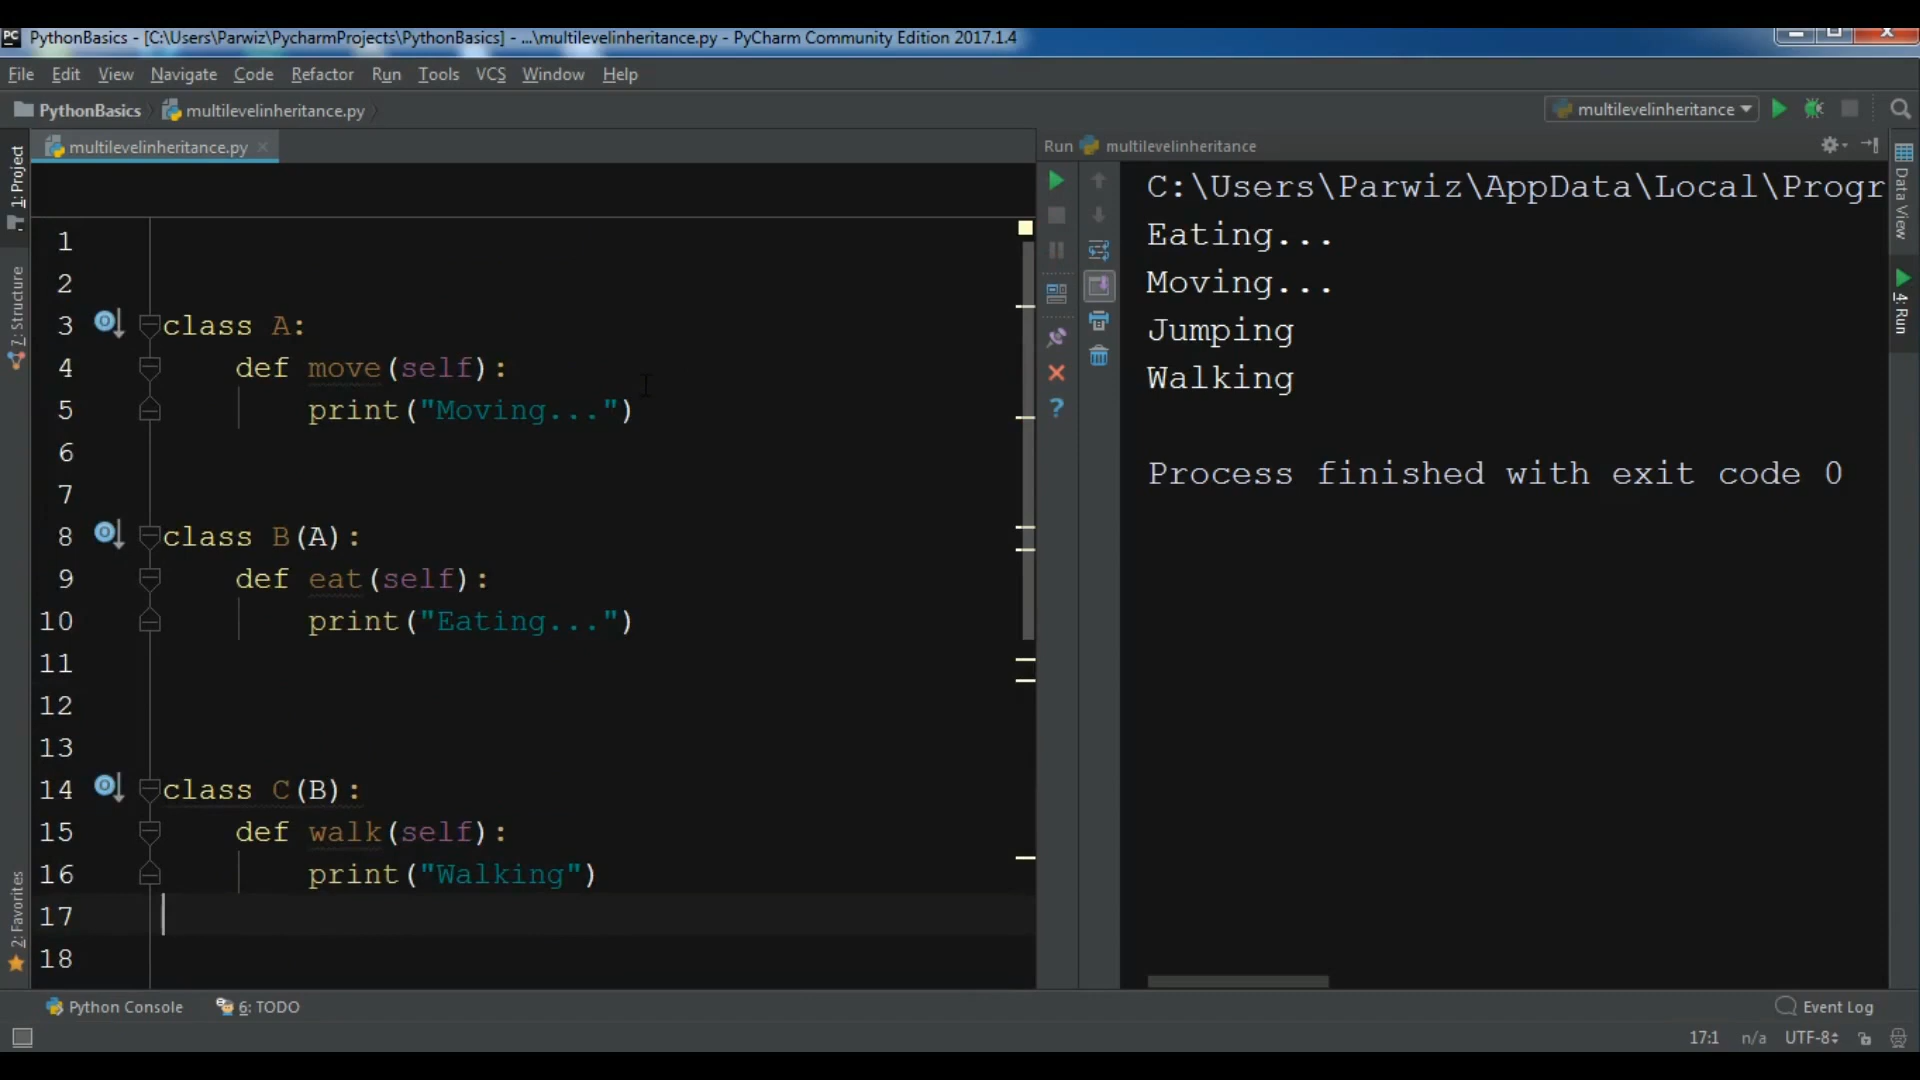 PC PythonBasics - [C:\Users\Parwiz\PycharmProjects\PythonBasics] - ...\multilevelinheritance.py - PyCharm Community Edition 2017.1.4
File Edit View Navigate Code Refactor Run Tools VCS Window Help
PythonBasics multilevelinheritance.py
multilevelinheritance
multilevelinheritance.py
Run multilevelinheritance
1: Project
7: Structure
2: Favorites
1
2
3 class A:
4 def move(self):
5 print("Moving...")
6
7
8 class B(A):
9 def eat(self):
10 print("Eating...")
11
12
13
14 class C(B):
15 def walk(self):
16 print("Walking")
17
18
C:\Users\Parwiz\AppData\Local\Progr
Eating...
Moving...
Jumping
Walking
Process finished with exit code 0
Data View
4: Run
Python Console 6: TODO Event Log
17:1 n/a UTF-8